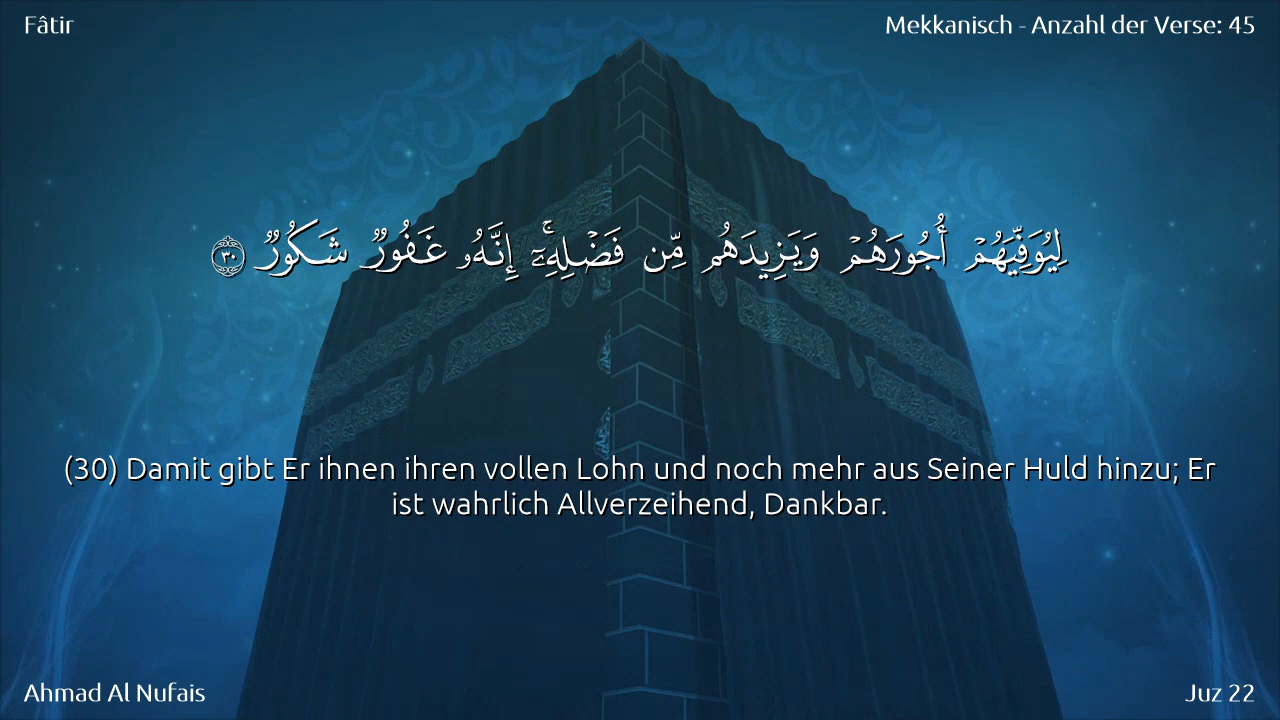 Fâtir
Mekkanisch - Anzahl der Verse: 45
لِيُوَفِّيَهُمْ أُجُورَهُمْ وَيَزِيدَهُم مِّن فَضْلِهِۦٓ ۚ إِنَّهُۥ غَفُورٌ شَكُورٌ ٣٠
(30) Damit gibt Er ihnen ihren vollen Lohn und noch mehr aus Seiner Huld hinzu; Er
ist wahrlich Allverzeihend, Dankbar.
Ahmad Al Nufais
Juz 22